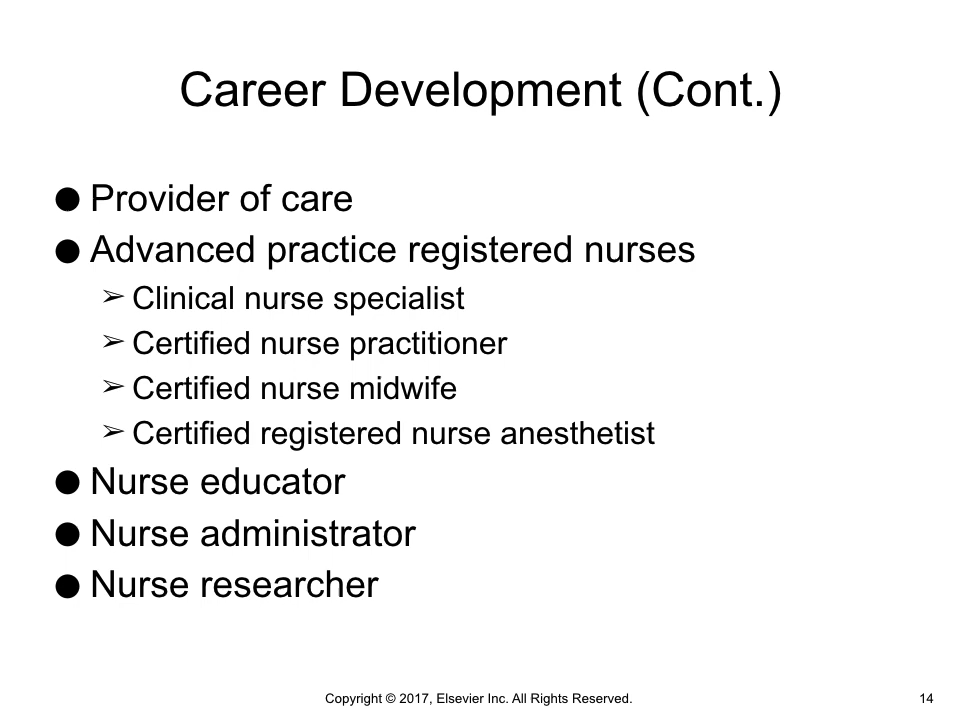 Career Development (Cont.)
● Provider of care
● Advanced practice registered nurses
➢ Clinical nurse specialist
➢ Certified nurse practitioner
➢ Certified nurse midwife
➢ Certified registered nurse anesthetist
● Nurse educator
● Nurse administrator
● Nurse researcher
Copyright © 2017, Elsevier Inc. All Rights Reserved.
14